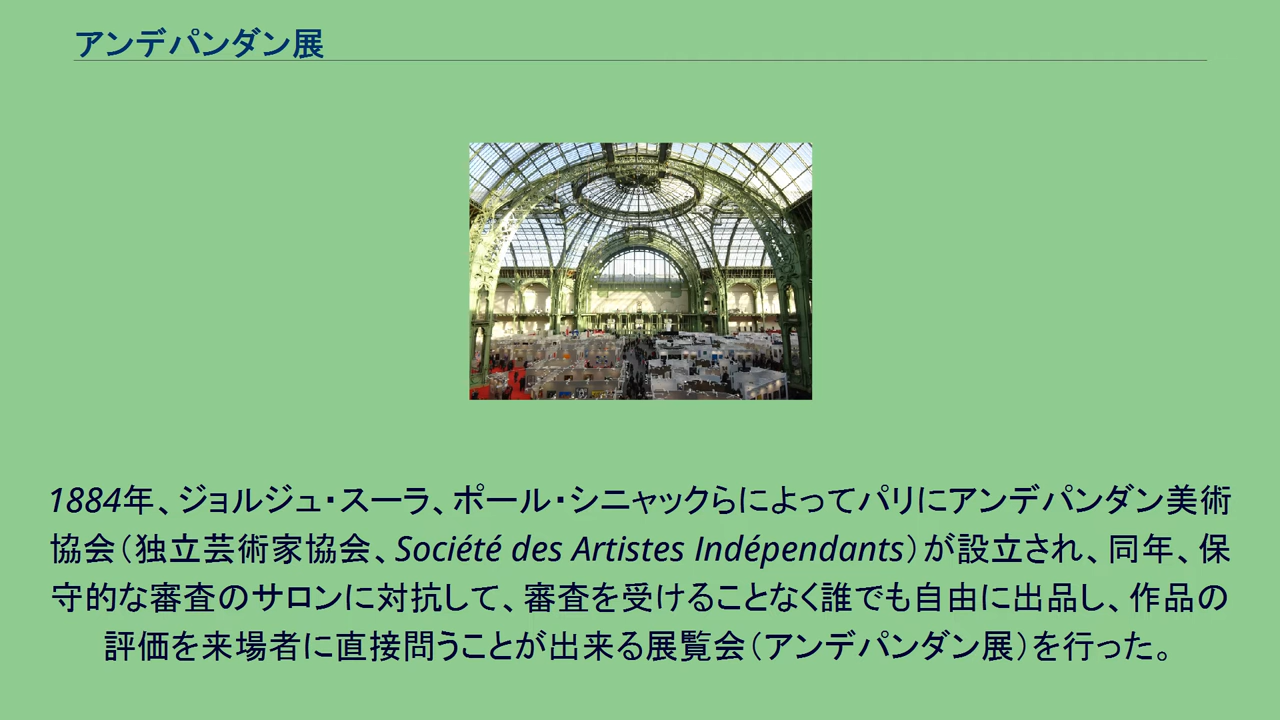 アンデパンダン展
1884年、ジョルジュ・スーラ、ポール・シニャックらによってパリにアンデパンダン美術
協会（独立芸術家協会、Société des Artistes Indépendants）が設立され、同年、保
守的な審査のサロンに対抗して、審査を受けることなく誰でも自由に出品し、作品の
評価を来場者に直接問うことが出来る展覧会（アンデパンダン展）を行った。